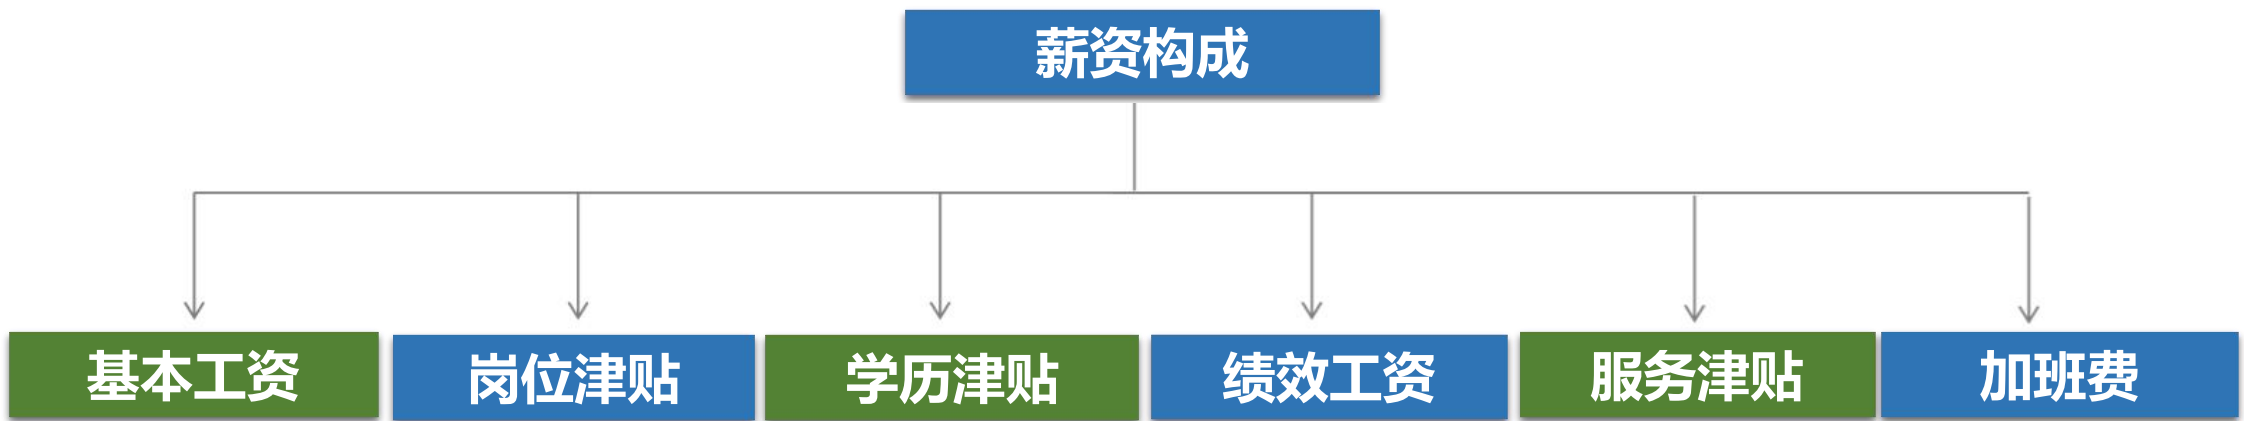 薪资构成
基本工资
岗位津贴
学历津贴
绩效工资
服务津贴
加班费